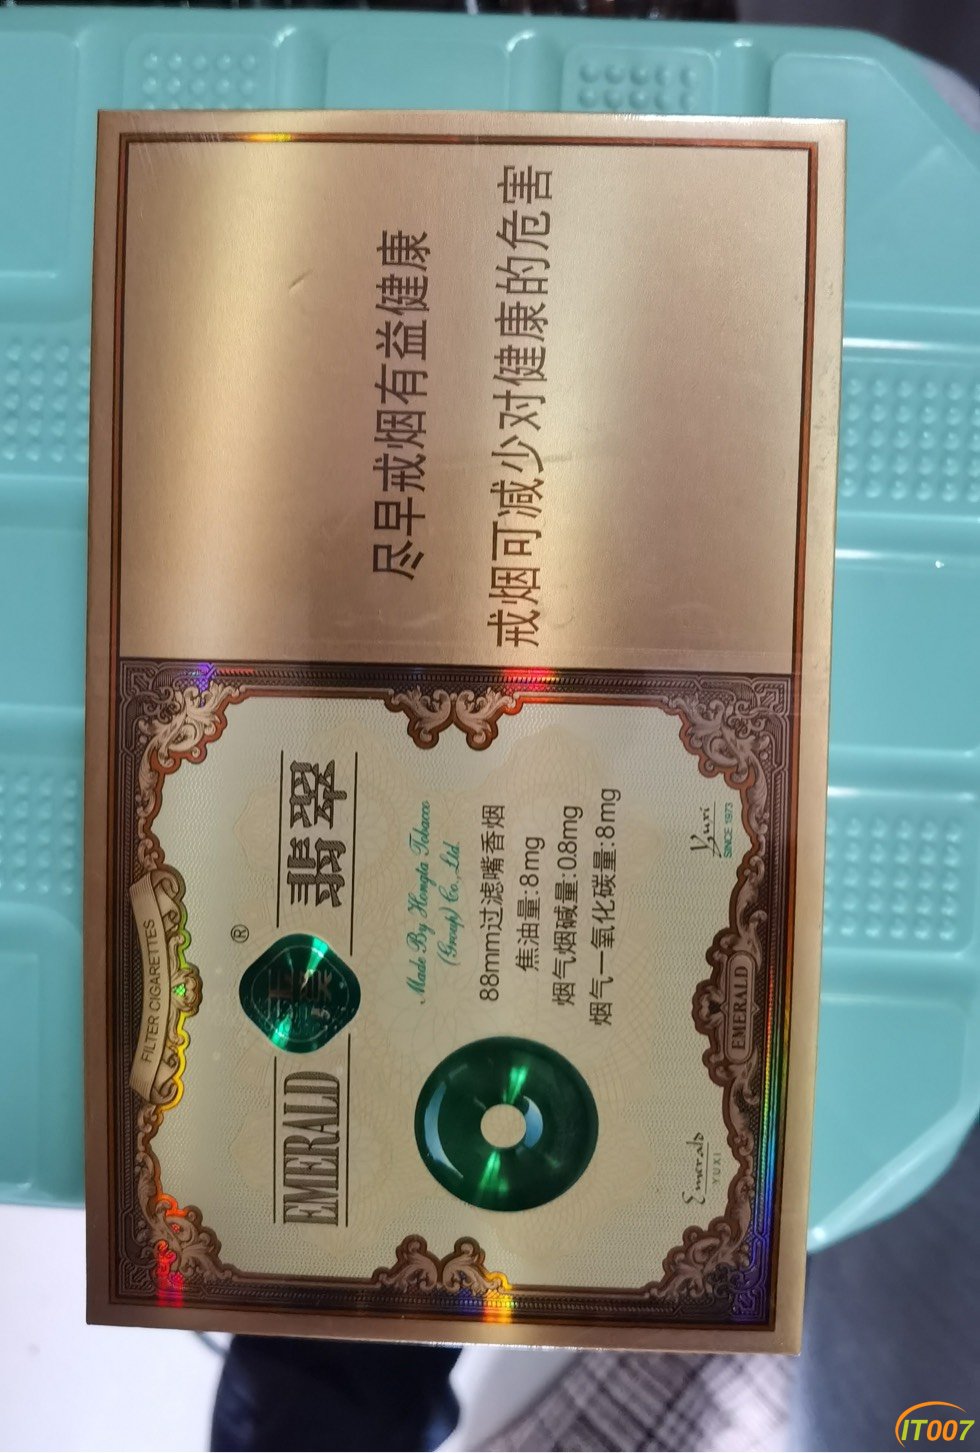 FILTER CIGARETTES
EMERALD
翡翠
®
Made By Hongta Tobacco
(Group) Co., Ltd.
88mm过滤嘴香烟
焦油量:8mg
烟气烟碱量:0.8mg
烟气一氧化碳量:8mg
Emerald
YUXI
Yuxi
SINCE 1973
EMERALD
尽早戒烟有益健康
戒烟可减少对健康的危害
IT007